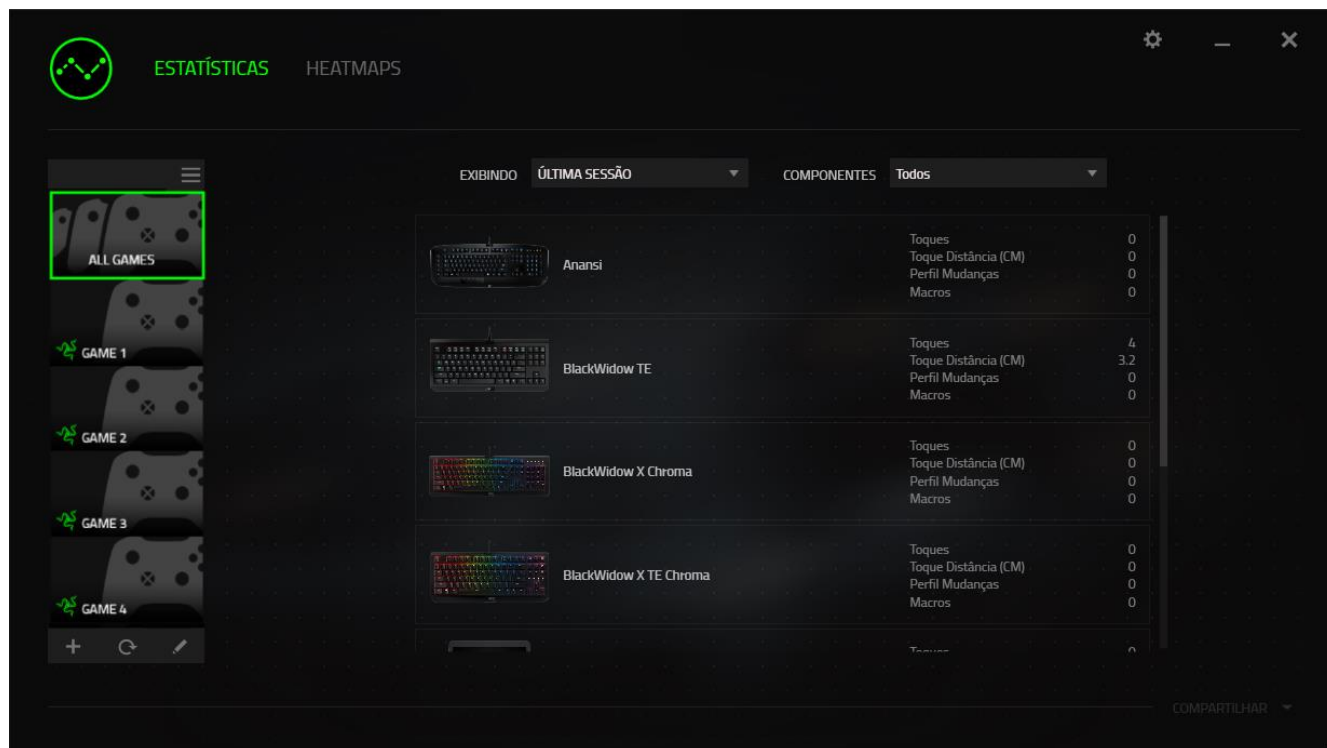 ESTATÍSTICAS HEATMAPS
EXIBINDO ÚLTIMA SESSÃO COMPONENTES Todos
ALL GAMES
GAME 1
GAME 2
GAME 3
GAME 4
Anansi
Toques 0
Toque Distância (CM) 0
Perfil Mudanças 0
Macros 0
BlackWidow TE
Toques 4
Toque Distância (CM) 3.2
Perfil Mudanças 0
Macros 0
BlackWidow X Chroma
Toques 0
Toque Distância (CM) 0
Perfil Mudanças 0
Macros 0
BlackWidow X TE Chroma
Toques 0
Toque Distância (CM) 0
Perfil Mudanças 0
Macros 0
Toques 0
COMPARTILHAR